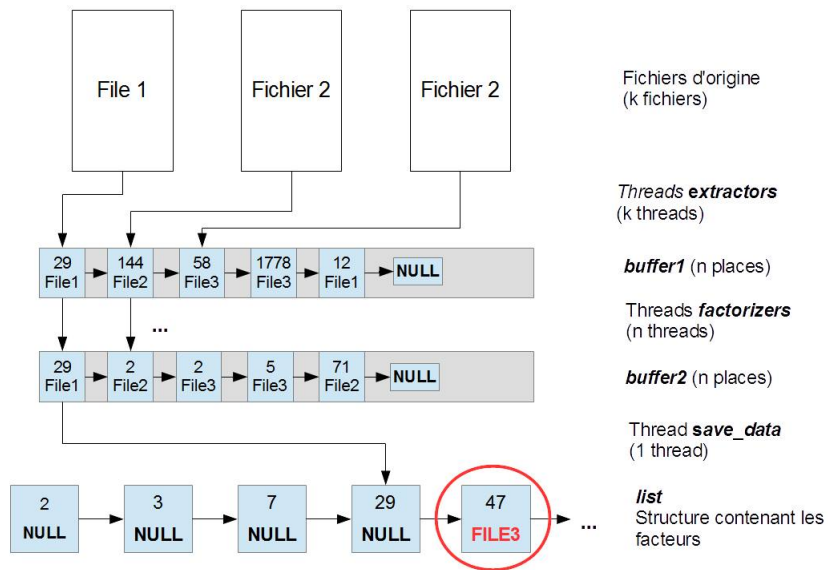 File 1
Fichier 2
Fichier 2
Fichiers d'origine
(k fichiers)
Threads extractors
(k threads)
29
File1
144
File2
58
File3
1778
File3
12
File1
NULL
buffer1 (n places)
...
Threads factorizers
(n threads)
29
File1
2
File2
2
File3
5
File3
71
File2
NULL
buffer2 (n places)
Thread save_data
(1 thread)
2
NULL
3
NULL
7
NULL
29
NULL
47
FILE3
...
list
Structure contenant les
facteurs